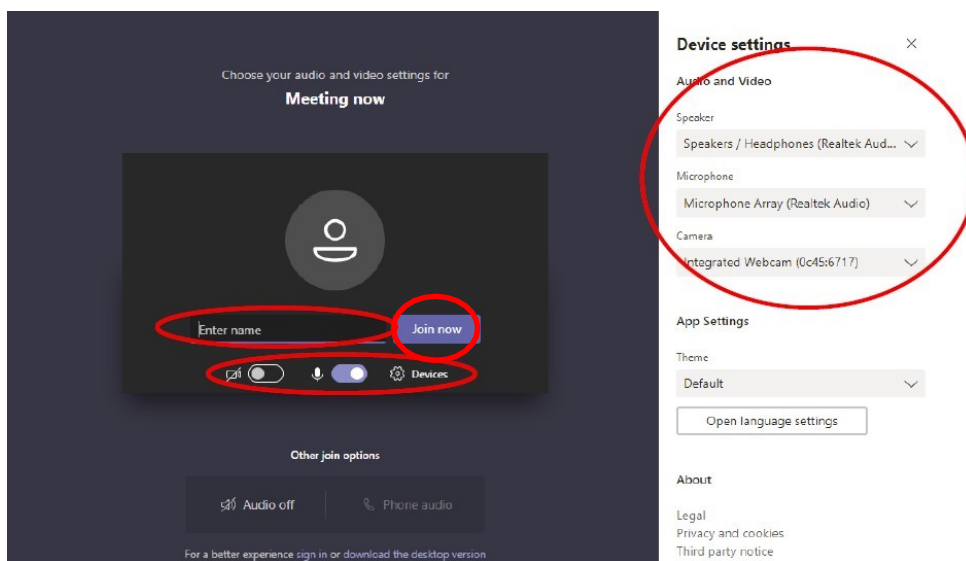 Choose your audio and video settings for
Meeting now
Enter name
Join now
Devices
Other join options
Audio off
Phone audio
For a better experience sign in or download the desktop version
Device settings
Audio and Video
Speaker
Speakers / Headphones (Realtek Aud...
Microphone
Microphone Array (Realtek Audio)
Camera
Integrated Webcam (0c45:6717)
App Settings
Theme
Default
Open language settings
About
Legal
Privacy and cookies
Third party notice